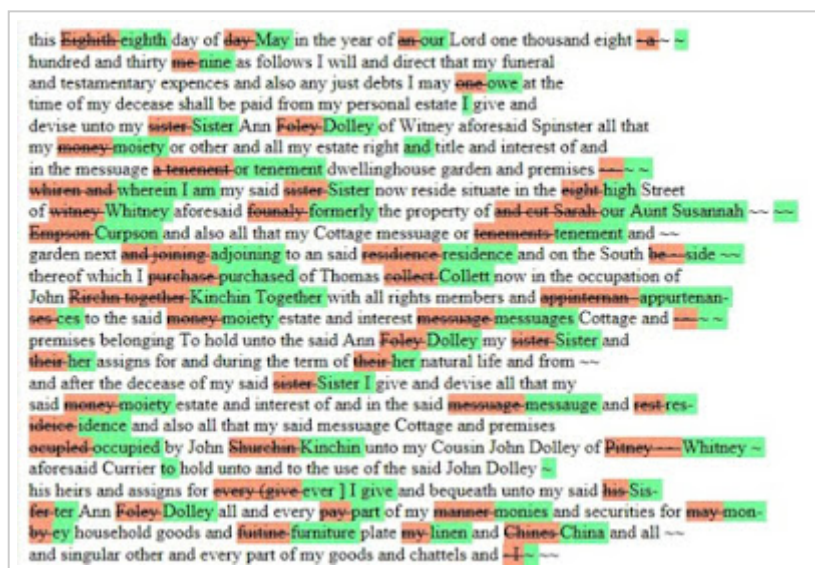 this Eighith eighth day of day May in the year of an our Lord one thousand eight - a ~ ~
hundred and thirty me nine as follows I will and direct that my funeral
and testamentary expences and also any just debts I may one owe at the
time of my decease shall be paid from my personal estate I give and
devise unto my sister Sister Ann Foley Dolley of Witney aforesaid Spinster all that
my money moiety or other and all my estate right and title and interest of and
in the messuage a tenenent or tenement dwellinghouse garden and premises ~~ ~ ~
whiren and wherein I am my said sister Sister now reside situate in the eight high Street
of witney Whitney aforesaid founaly formerly the property of and cut Sarah our Aunt Susannah ~~ ~~
Empson Curpson and also all that my Cottage messuage or tenements tenement and ~~
garden next and joining adjoining to an said residience residence and on the South be - side ~~
thereof which I purchase purchased of Thomas collect Collett now in the occupation of
John Rirchn together Kinchin Together with all rights members and appinternan appurtenan-
ses ces to the said money moiety estate and interest messuage messuages Cottage and ~~ ~ ~
premises belonging To hold unto the said Ann Foley Dolley my sister Sister and
their her assigns for and during the term of their her natural life and from ~~
and after the decease of my said sister Sister I give and devise all that my
said money moiety estate and interest of and in the said messuage messauge and rest res-
ideice idence and also all that my said messuage Cottage and premises
ocupled occupied by John Shurchin Kinchin unto my Cousin John Dolley of Pitney ~~ Whitney ~
aforesaid Currier to hold unto and to the use of the said John Dolley ~
his heirs and assigns for every (give ever ] I give and bequeath unto my said his Sis-
fer ter Ann Foley Dolley all and every pay part of my manner monies and securities for may mon-
by ey household goods and fuitine furniture plate my linen and Chines China and all ~~
and singular other and every part of my goods and chattels and - I ~ ~~